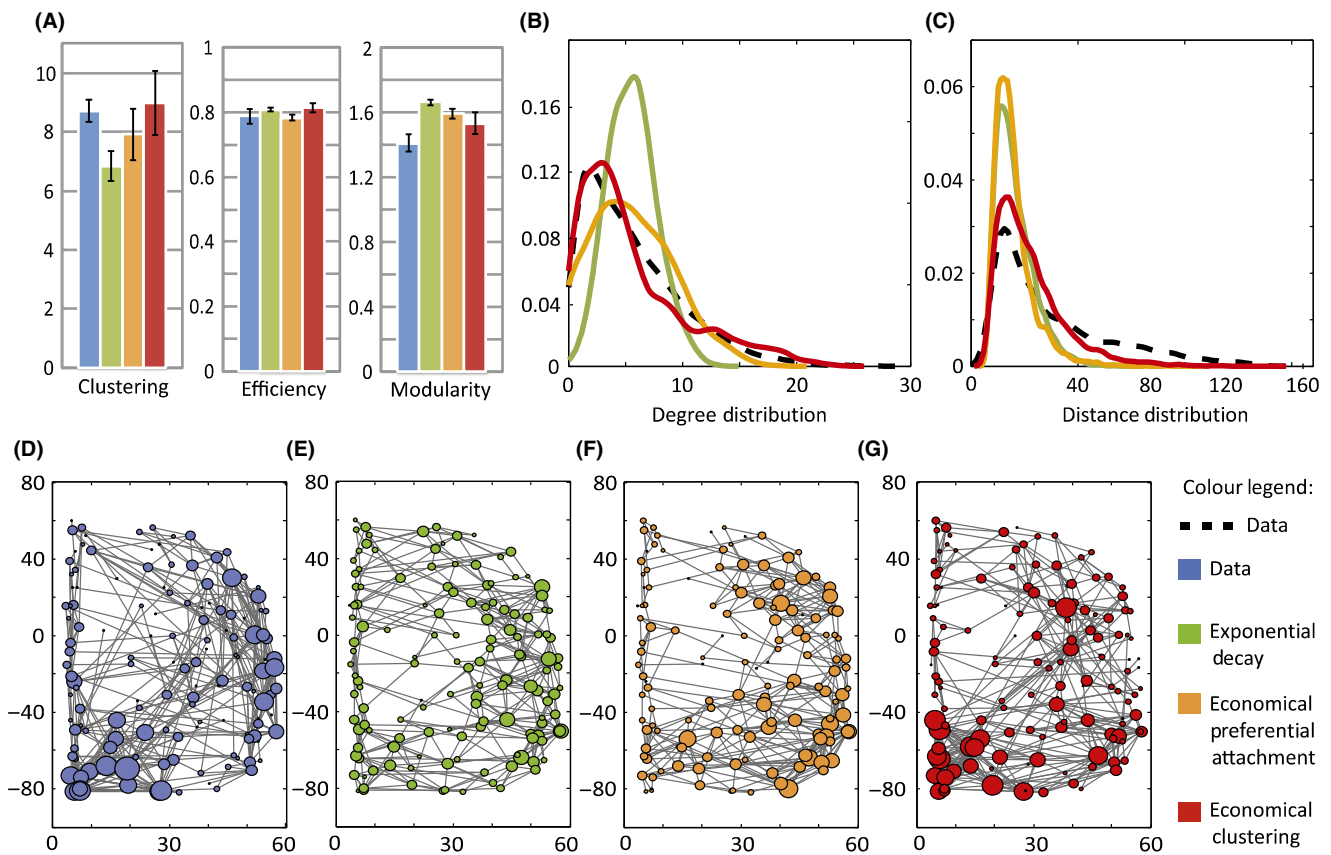 (A)
10
8
6
4
2
0
Clustering
1
0.8
0.6
0.4
0.2
0
Efficiency
2
1.6
1.2
0.8
0.4
0
Modularity
(B)
0.16
0.12
0.08
0.04
0
0 10 20 30
Degree distribution
(C)
0.06
0.04
0.02
0
0 40 80 120 160
Distance distribution
(D)
80
40
0
−40
−80
0 30 60
(E)
80
40
0
−40
−80
0 30 60
(F)
80
40
0
−40
−80
0 30 60
(G)
80
40
0
−40
−80
0 30 60
Colour legend:
Data
Data
Exponential
decay
Economical
preferential
attachment
Economical
clustering